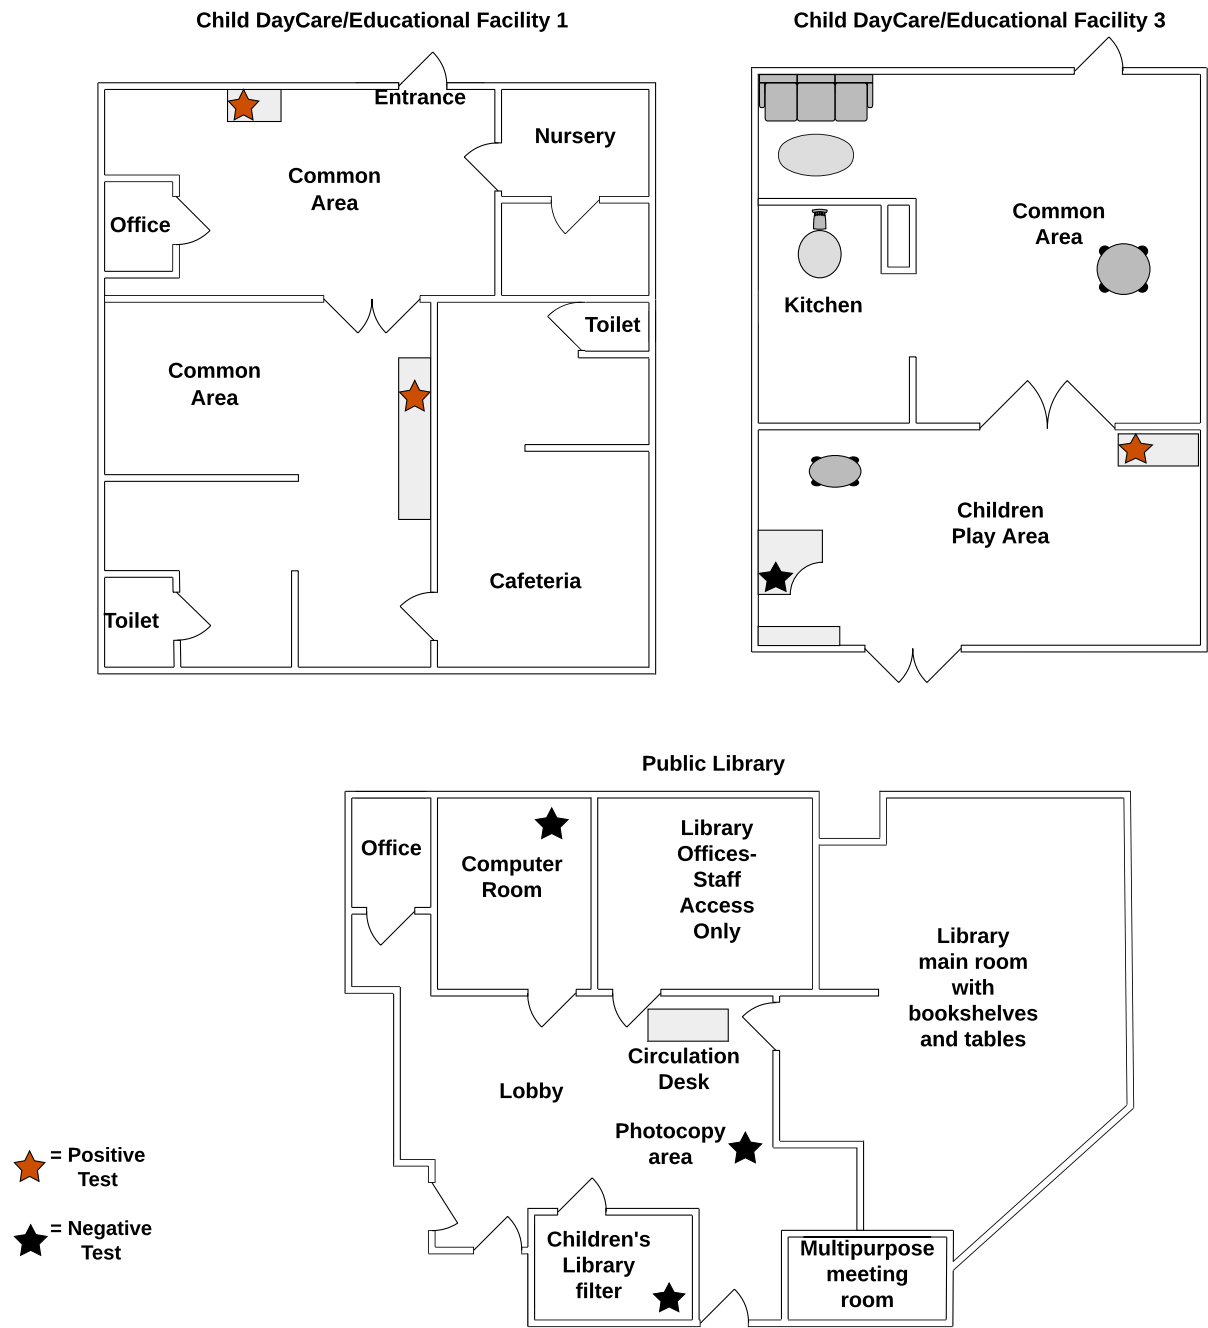 Child DayCare/Educational Facility 1
Entrance
Nursery
Common
Area
Office
Toilet
Common
Area
Cafeteria
Toilet
Child DayCare/Educational Facility 3
Common
Area
Kitchen
Children
Play Area
Public Library
Office
Computer
Room
Library
Offices-
Staff
Access
Only
Library
main room
with
bookshelves
and tables
Circulation
Desk
Lobby
Photocopy
area
Children's
Library
filter
Multipurpose
meeting
room
= Positive
Test
= Negative
Test